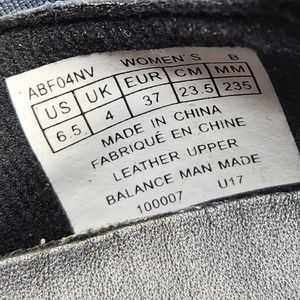 ABF04NV WOMEN'S B
US UK EUR CM MM
6.5 4 37 23.5 235
MADE IN CHINA
FABRIQUÉ EN CHINE
LEATHER UPPER
BALANCE MAN MADE
100007 U17